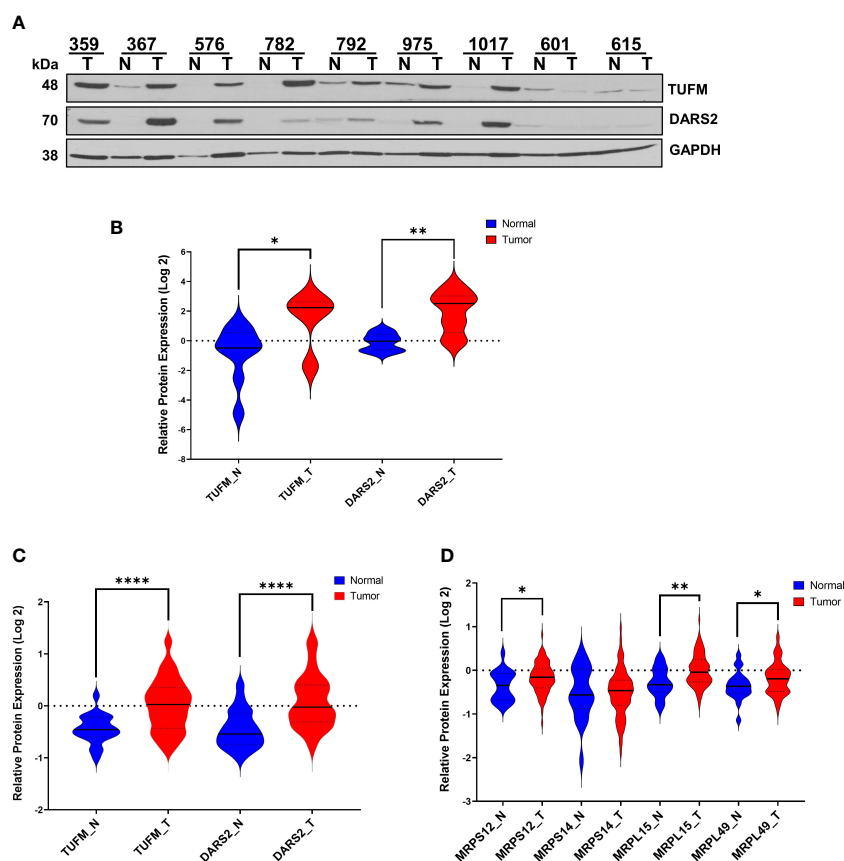 A
359 367 576 782 792 975 1017 601 615
kDa T N T N T N T N T N T N T N T N T
48 TUFM
70 DARS2
38 GAPDH
B
Normal
Tumor
* **
Relative Protein Expression (Log 2)
6
4
2
0
-2
-4
-6
-8
TUFM_N TUFM_T DARS2_N DARS2_T
C
Normal
Tumor
**** ****
Relative Protein Expression (Log 2)
2
1
0
-1
-2
TUFM_N TUFM_T DARS2_N DARS2_T
D
Normal
Tumor
* ** *
Relative Protein Expression (Log 2)
2
1
0
-1
-2
-3
MRPS12_N MRPS12_T MRPS14_N MRPS14_T MRPL15_N MRPL15_T MRPL49_N MRPL49_T